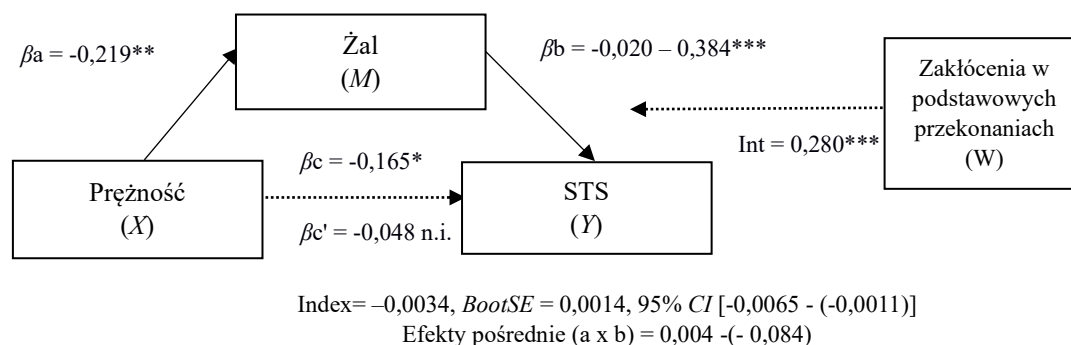 Żal
(M)
βa = -0,219**
βb = -0,020 – 0,384***
Zakłócenia w
podstawowych
przekonaniach
(W)
Int = 0,280***
βc = -0,165*
Prężność
(X)
STS
(Y)
βc' = -0,048 n.i.
Index= –0,0034, BootSE = 0,0014, 95% CI [-0,0065 - (-0,0011)]
Efekty pośrednie (a x b) = 0,004 -(- 0,084)